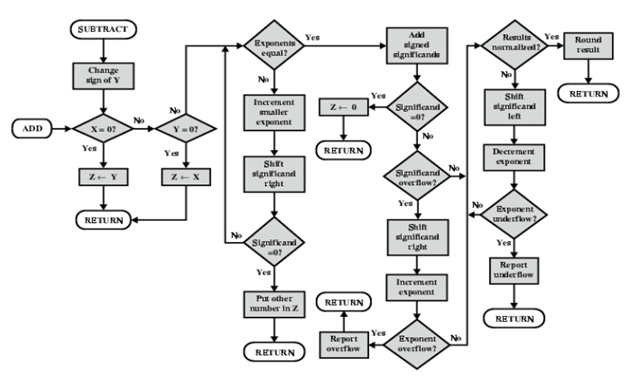 SUBTRACT
Change
sign of Y
ADD
X = 0?
No
Y = 0?
No
Yes
Yes
Z ← Y
Z ← X
RETURN
Exponents
equal?
Yes
No
Increment
smaller
exponent
Shift
significand
right
No
Significand
=0?
Yes
Put other
number in Z
RETURN
Add
signed
significands
Z ← 0
Yes
Significand
=0?
RETURN
No
Significand
overflow?
No
Yes
Shift
significand
right
Increment
exponent
RETURN
Report
overflow
Yes
Exponent
overflow?
No
Results
normalized?
Yes
Round
result
RETURN
No
Shift
significand
left
Decrement
exponent
No
Exponent
underflow?
Yes
Report
underflow
RETURN